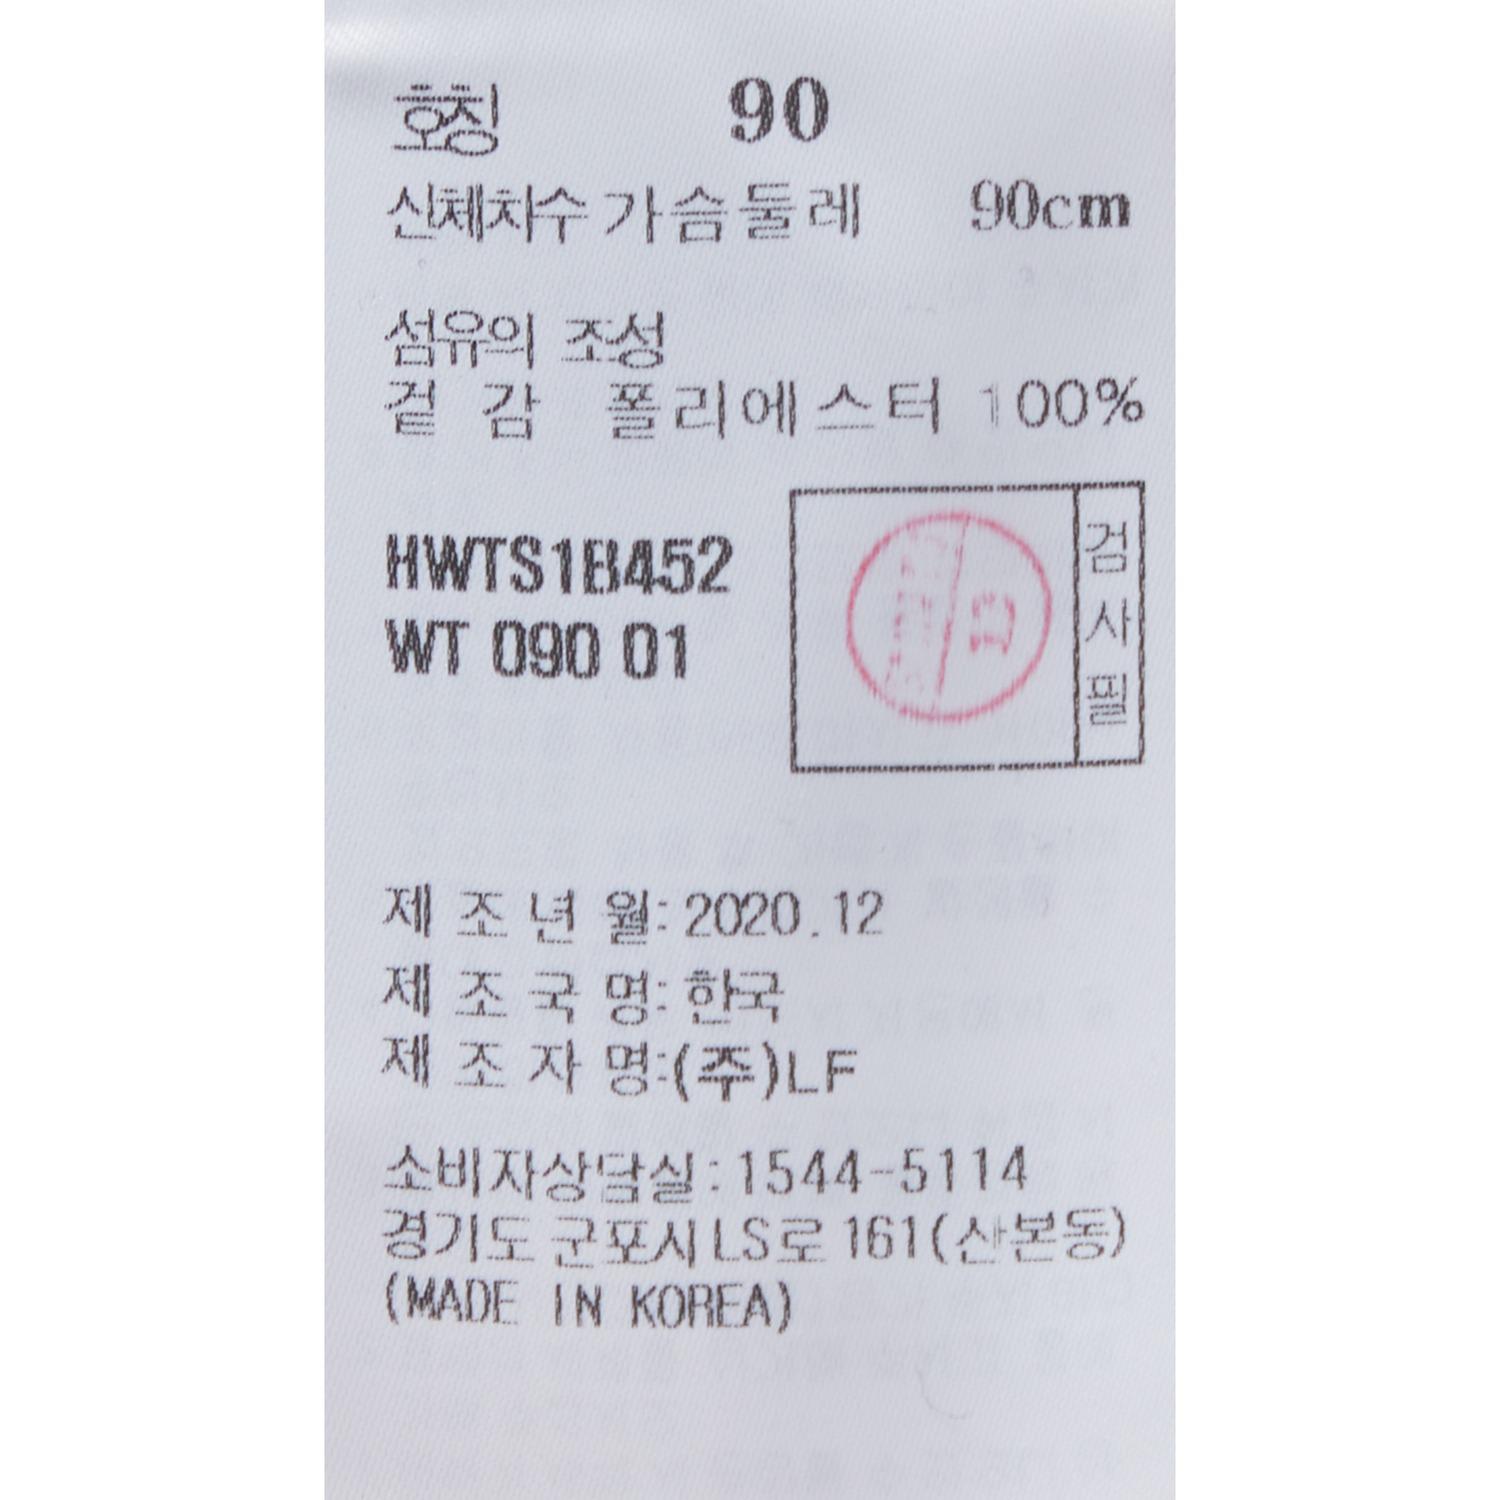 호칭 90
신체치수 가슴둘레 90cm
섬유의 조성
겉 감 폴리에스터 100%
HWTS1B452
WT 090 01
검사필
제 조 년 월: 2020.12
제 조 국 명: 한국
제 조 자 명:(주)LF
소비자상담실:1544-5114
경기도 군포시 LS로 161(산본동)
(MADE IN KOREA)